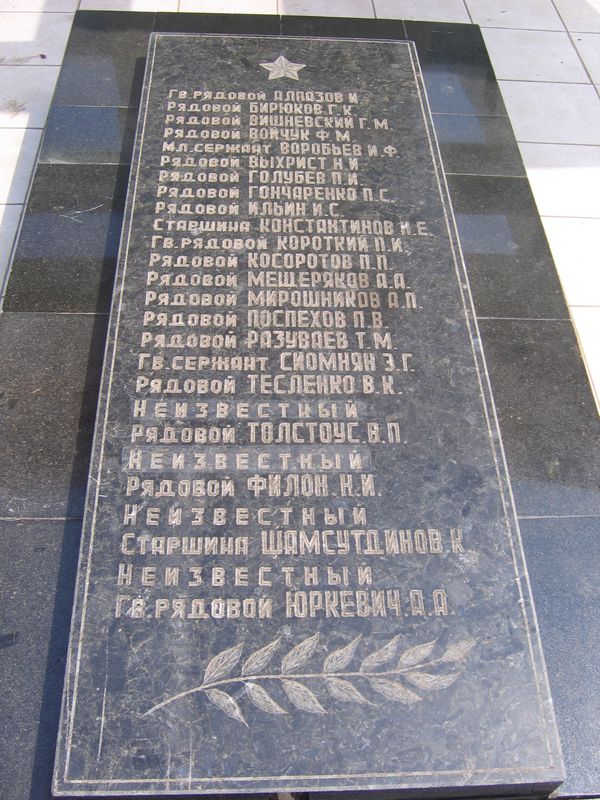 Гв.рядовой АЛПАЗОВ И.
Рядовой БИРЮКОВ Г.К.
Рядовой ВИШНЕВСКИЙ Г.М.
Рядовой ВОЙЧУК Ф.М
Мл.сержант ВОРОБЬЕВ И.Ф.
Рядовой ВЫХРИСТ Н.И.
Рядовой ГОЛУБЕВ П.И.
Рядовой ГОНЧАРЕНКО П.С.
Рядовой ИЛЬИН И.С.
Старшина КОНСТАНТИНОВ И.Е.
Гв.рядовой КОРОТКИЙ П.И.
Рядовой КОСОРОТОВ П.П.
Рядовой МЕЩЕРЯКОВ А.А.
Рядовой МИРОШНИКОВ А.П.
Рядовой ПОСПЕХОВ П.В.
Рядовой РАЗУВАЕВ Т.М.
Гв.сержант СИОМНЯН Э.Г.
Рядовой ТЕСЛЕНКО В.К.
НЕИЗВЕСТНЫЙ
Рядовой ТОЛСТОУС.В.П.
НЕИЗВЕСТНЫЙ
Рядовой ФИЛОН.Н.И.
НЕИЗВЕСТНЫЙ
Старшина ШАМСУТДИНОВ.К.
НЕИЗВЕСТНЫЙ
Гв.рядовой ЮРКЕВИЧ.А.А.